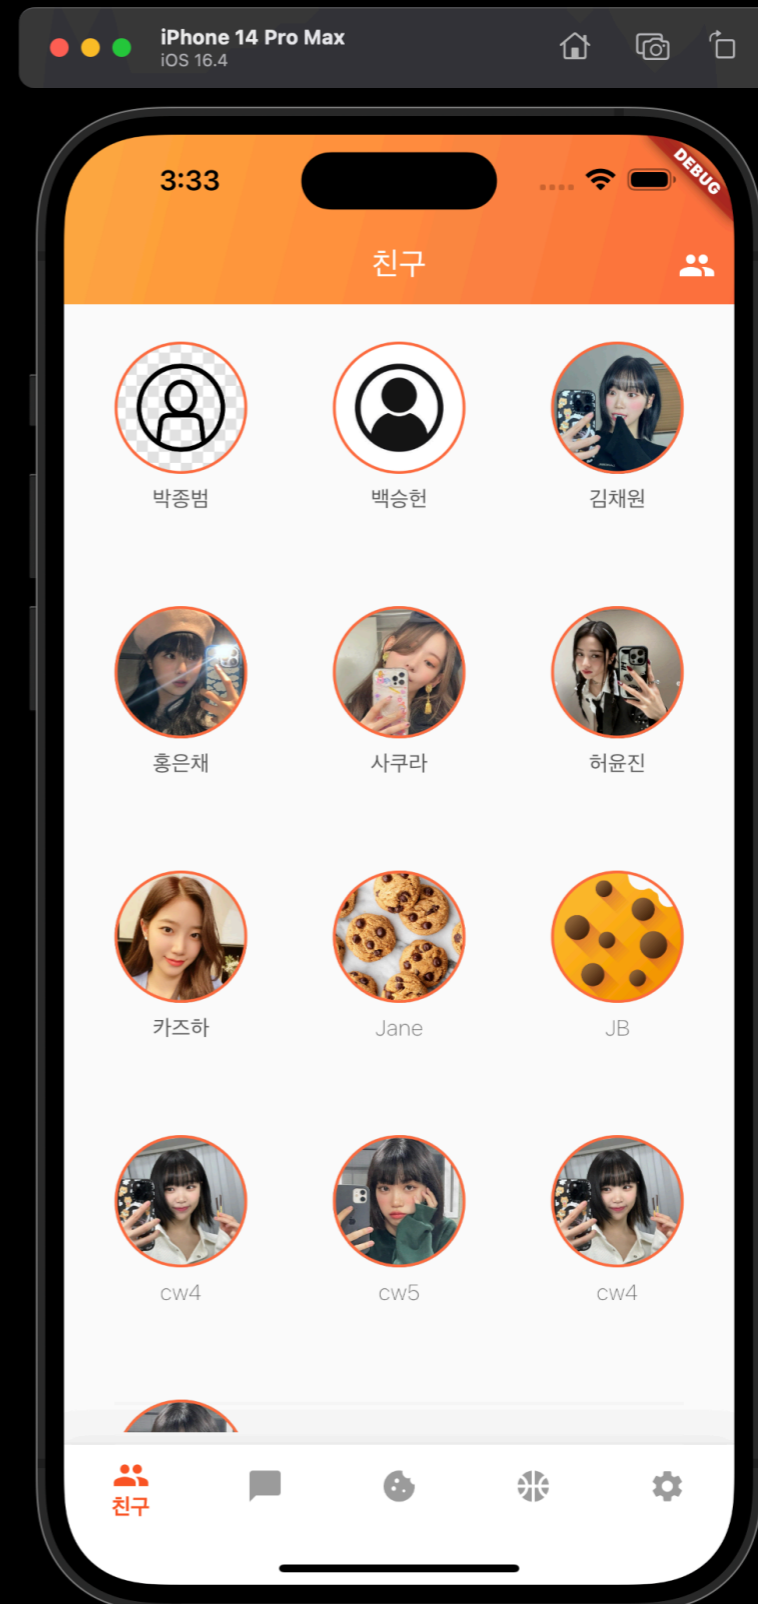 iPhone 14 Pro Max
iOS 16.4
3:33
DEBUG
친구
박종범 백승헌 김채원
홍은채 사쿠라 허윤진
카즈하 Jane JB
cw4 cw5 cw4
친구